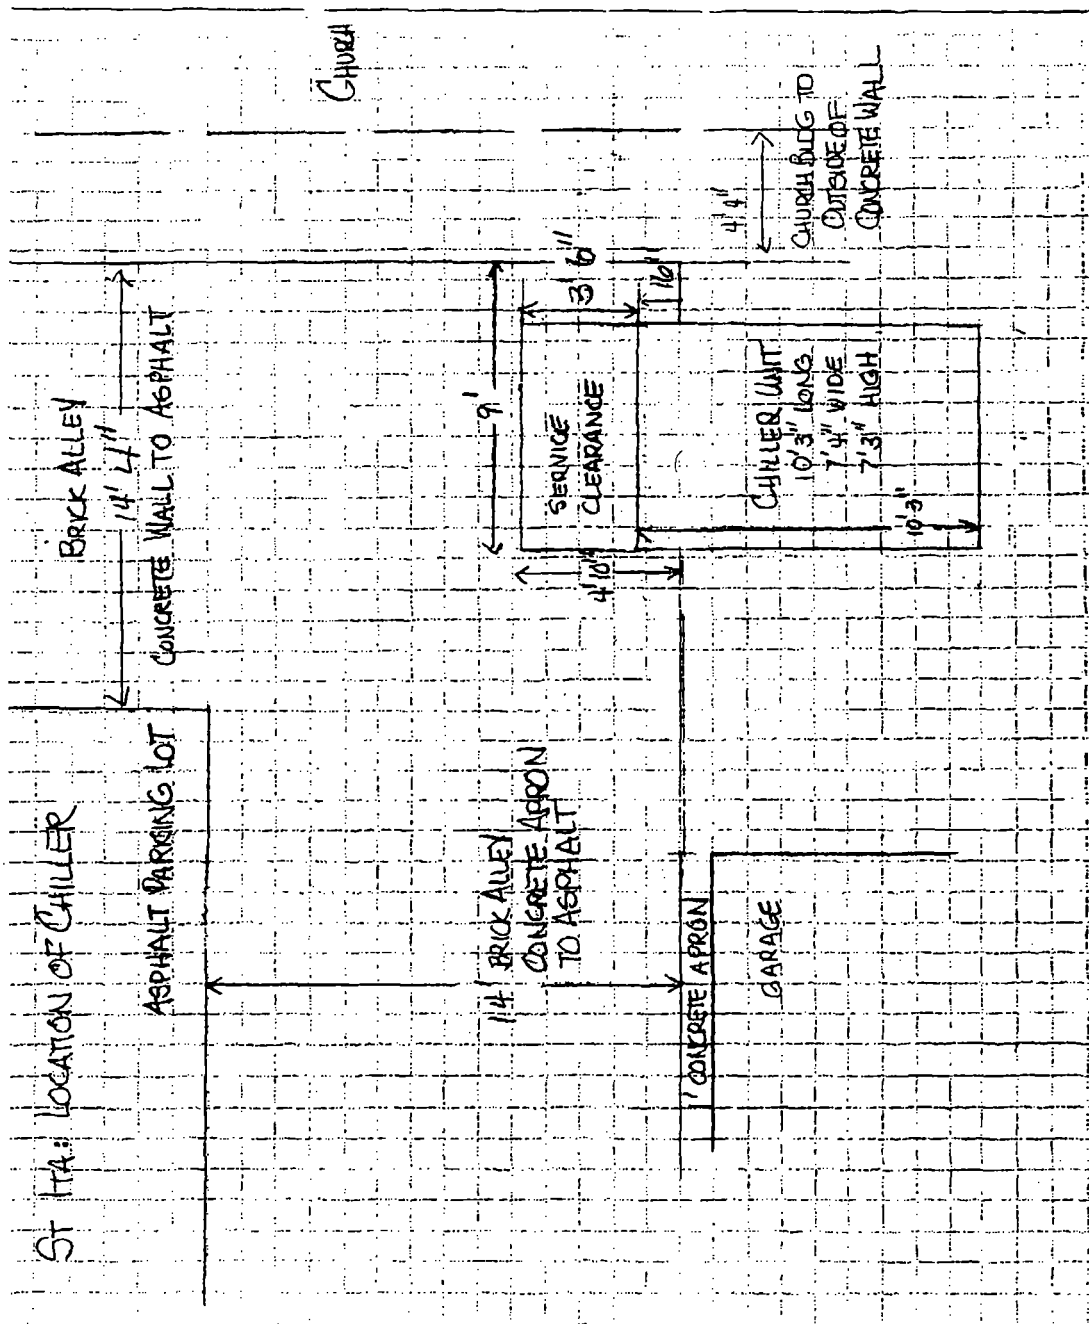 ST ITA: LOCATION OF CHILLER
ASPHALT PARKING LOT
BRICK ALLEY
14' 4"
CONCRETE WALL TO ASPHALT
CHURCH
14' BRICK ALLEY
CONCRETE APRON
TO ASPHALT
9'
SERVICE
CLEARANCE
3' 6"
16"
4'10"
CHILLER UNIT
10'3" LONG
7'4" WIDE
7'3" HIGH
10'3"
4'4"
CHURCH BLDG TO
OUTSIDE OF
CONCRETE WALL
1' CONCRETE APRON
GARAGE